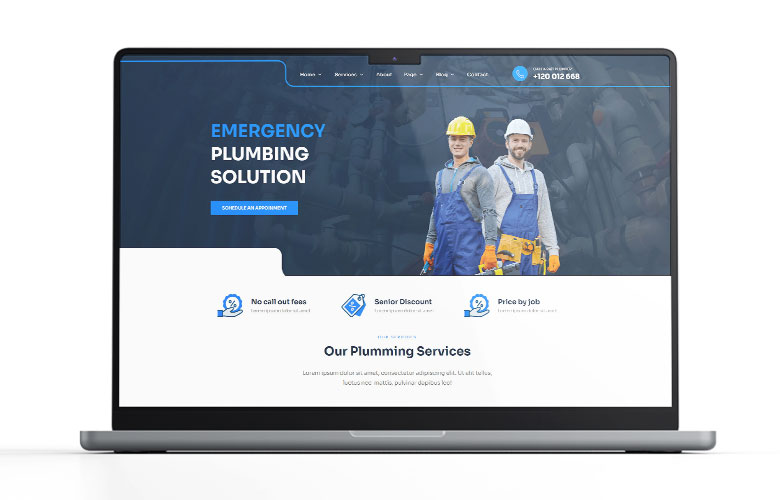 Home Services About Page Blog Contact
+120 012 668
EMERGENCY
PLUMBING
SOLUTION
SCHEDULE AN APPOINMENT
No call out fees
Lorem ipsum dolor sit amet
Senior Discount
Lorem ipsum dolor sit amet
Price by job
Lorem ipsum dolor sit amet
OUR SERVICES
Our Plumming Services
Lorem ipsum dolor sit amet, consectetur adipiscing elit. Ut elit tellus,
luctus nec mattis, pulvinar dapibus leo!